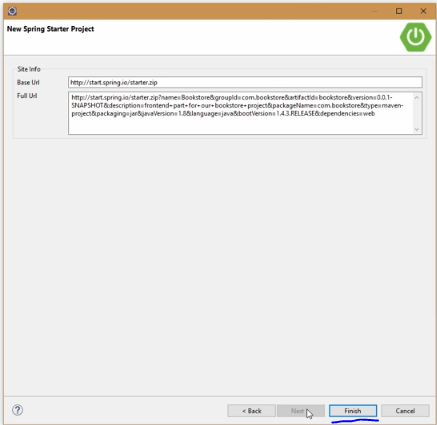 New Spring Starter Project
Site Info
Base Url
http://start.spring.io/starter.zip
Full Url
http://start.spring.io/starter.zip?name=Bookstore&groupId=com.bookstore&artifactId=bookstore&version=0.0.1-
SNAPSHOT&description=frontend+part+for+our+bookstore+project&packageName=com.bookstore&type=maven-
project&packaging=jar&javaVersion=1.8&language=java&bootVersion=1.4.3.RELEASE&dependencies=web
?
< Back
Next
Finish
Cancel